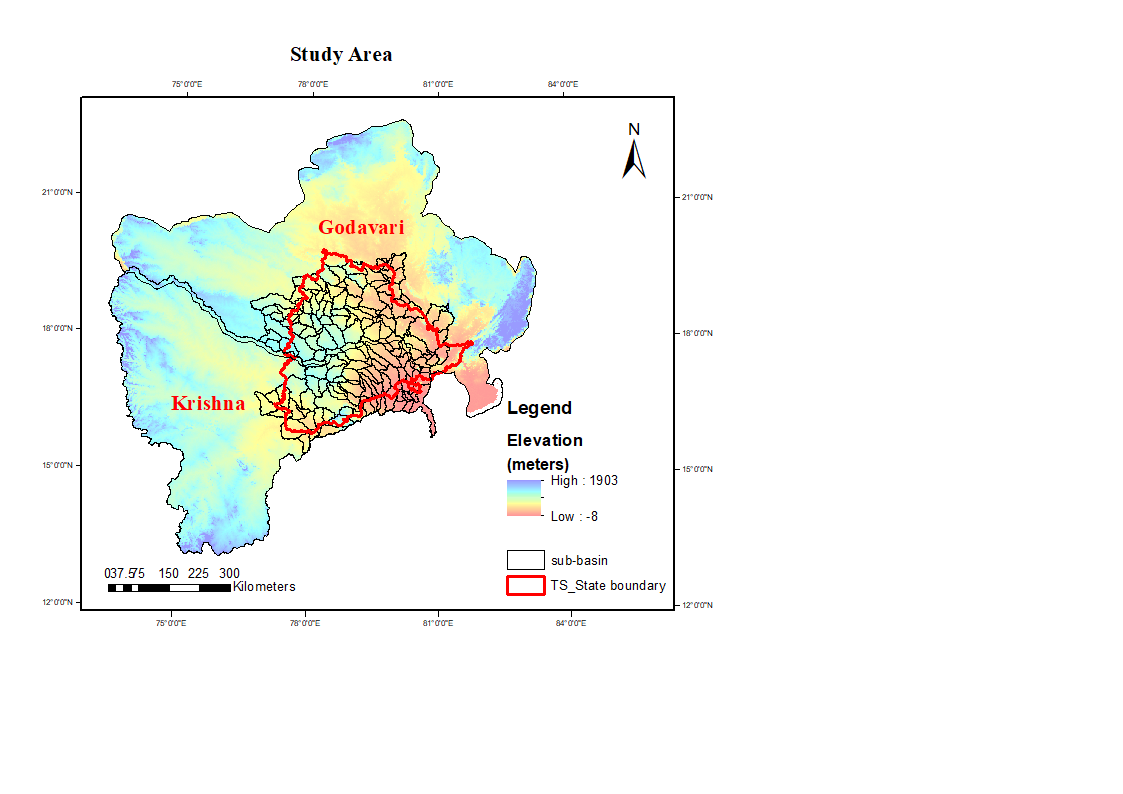 Study Area
75°0'0"E 78°0'0"E 81°0'0"E 84°0'0"E
N
21°0'0"N
21°0'0"N
Godavari
18°0'0"N
18°0'0"N
Krishna
Legend
Elevation
(meters)
High : 1903
Low : -8
15°0'0"N
15°0'0"N
sub-basin
TS_State boundary
037.575 150 225 300
Kilometers
12°0'0"N
12°0'0"N
75°0'0"E 78°0'0"E 81°0'0"E 84°0'0"E